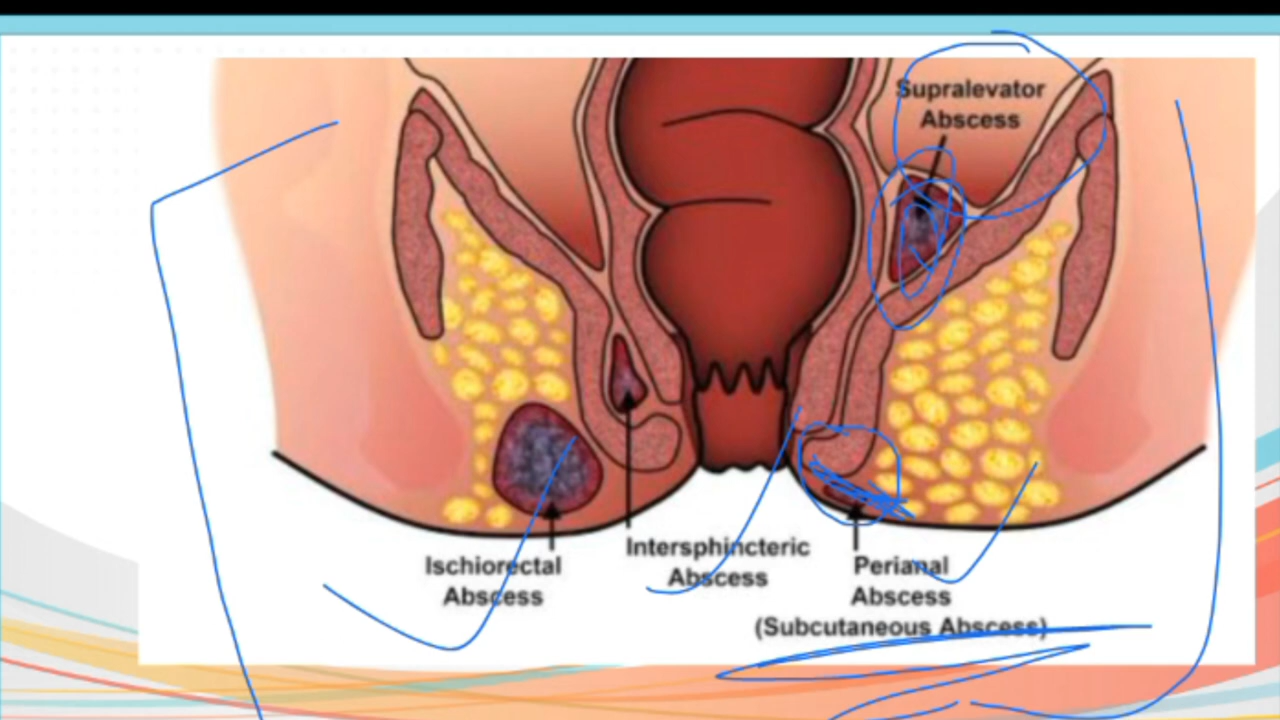 Supralevator
Abscess
Ischiorectal
Abscess
Intersphincteric
Abscess
Perianal
Abscess
(Subcutaneous Abscess)